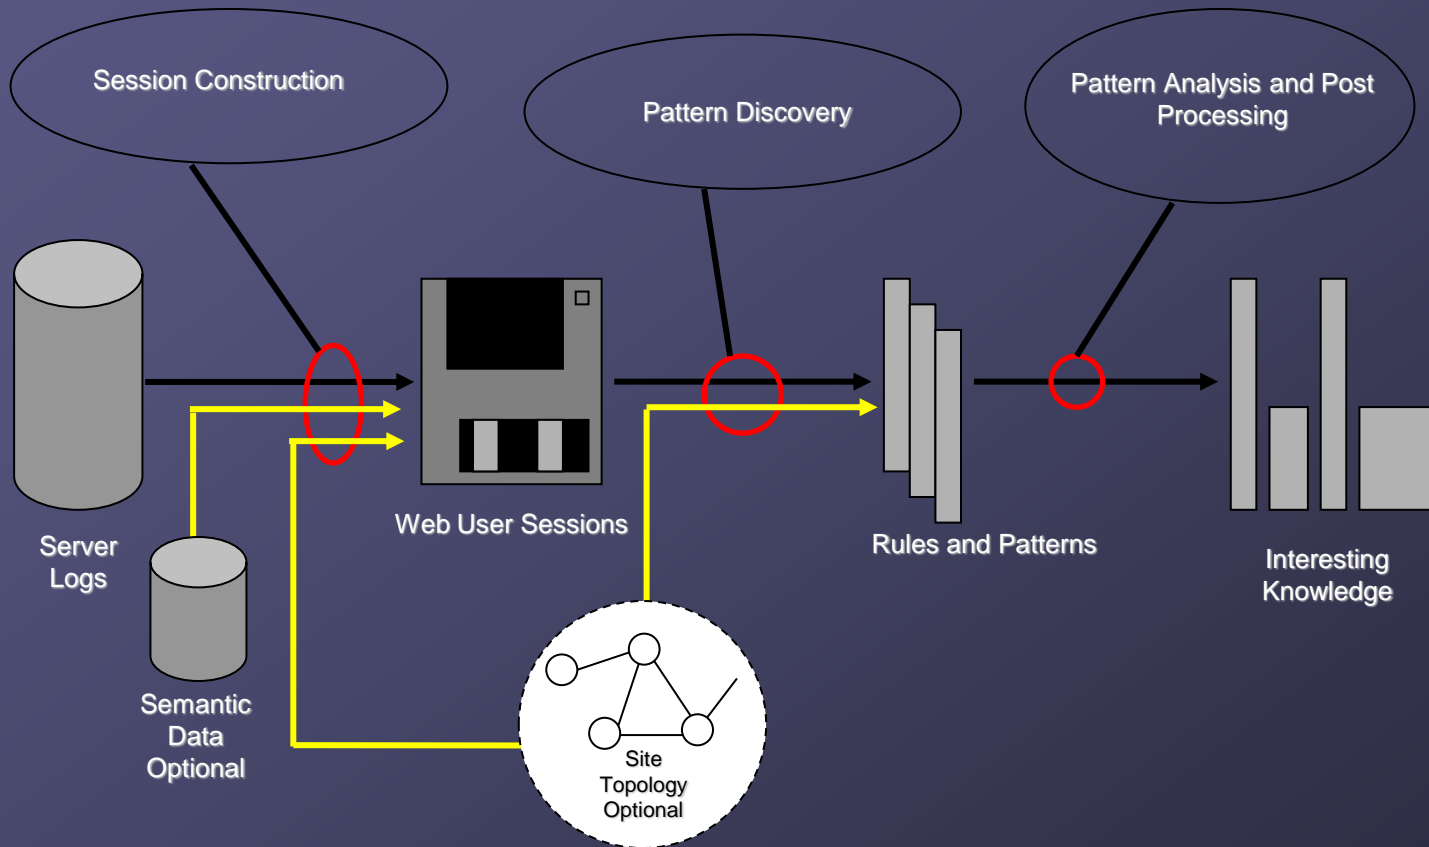 Session Construction
Pattern Discovery
Pattern Analysis and Post
Processing
Server
Logs
Web User Sessions
Rules and Patterns
Interesting
Knowledge
Semantic
Data
Optional
Site
Topology
Optional